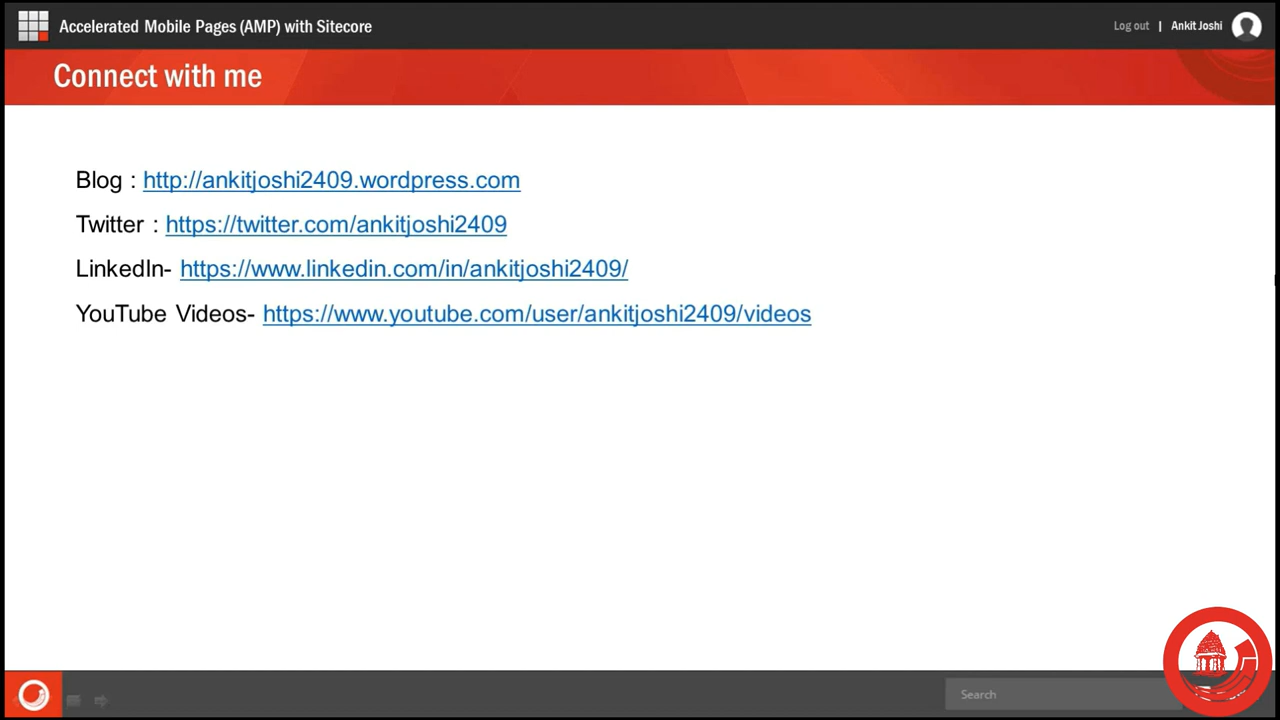 Accelerated Mobile Pages (AMP) with Sitecore
Log out | Ankit Joshi
Connect with me
Blog : http://ankitjoshi2409.wordpress.com
Twitter : https://twitter.com/ankitjoshi2409
LinkedIn- https://www.linkedin.com/in/ankitjoshi2409/
YouTube Videos- https://www.youtube.com/user/ankitjoshi2409/videos
Search